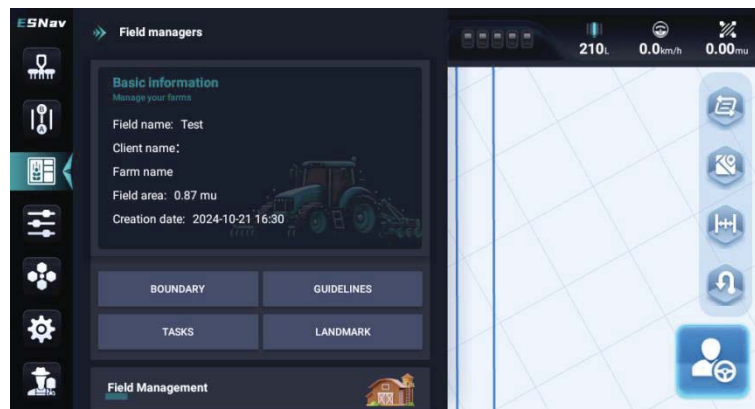 ESNav
Field managers
210L
0.0km/h
0.00mu
Basic information
Manage your farms
Field name: Test
Client name:
Farm name
Field area: 0.87 mu
Creation date: 2024-10-21 16:30
BOUNDARY
GUIDELINES
TASKS
LANDMARK
Field Management